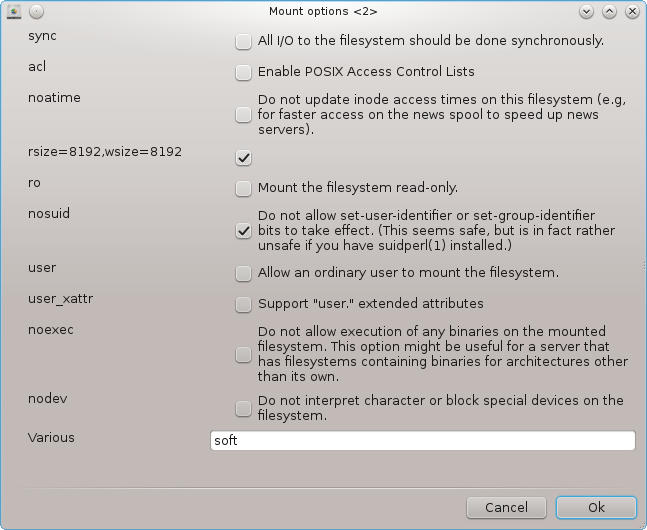 Mount options <2>
sync
All I/O to the filesystem should be done synchronously.
acl
Enable POSIX Access Control Lists
noatime
Do not update inode access times on this filesystem (e.g,
for faster access on the news spool to speed up news
servers).
rsize=8192,wsize=8192
ro
Mount the filesystem read-only.
nosuid
Do not allow set-user-identifier or set-group-identifier
bits to take effect. (This seems safe, but is in fact rather
unsafe if you have suidperl(1) installed.)
user
Allow an ordinary user to mount the filesystem.
user_xattr
Support "user." extended attributes
noexec
Do not allow execution of any binaries on the mounted
filesystem. This option might be useful for a server that
has filesystems containing binaries for architectures other
than its own.
nodev
Do not interpret character or block special devices on the
filesystem.
Various
soft
Cancel
Ok